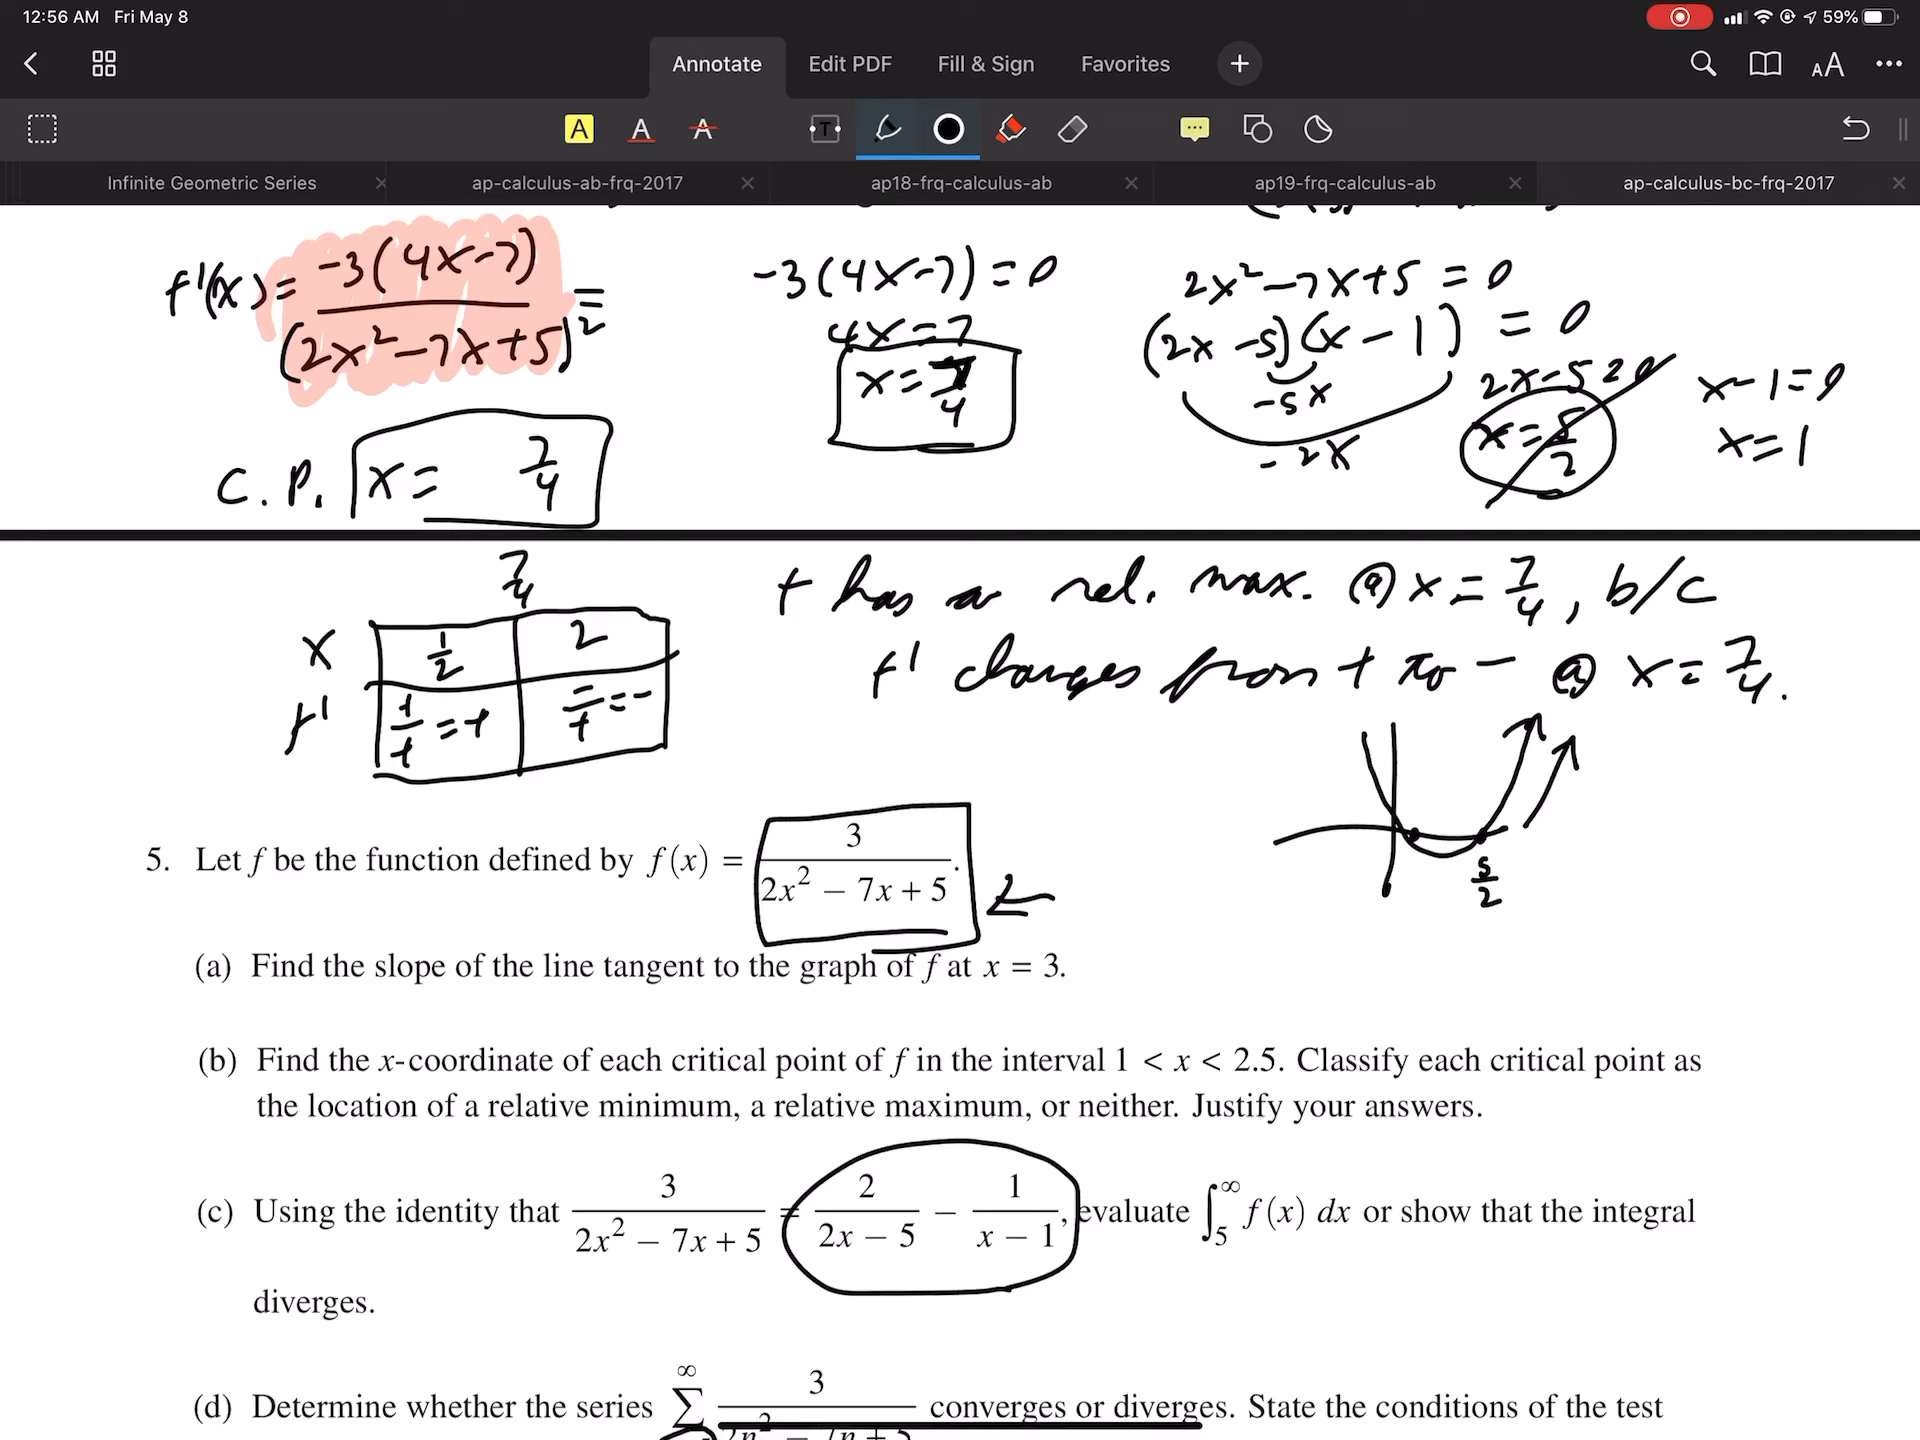 12:56 AM Fri May 8 59%
Annotate Edit PDF Fill & Sign Favorites +
A A A T AA
Infinite Geometric Series × ap-calculus-ab-frq-2017 × ap18-frq-calculus-ab × ap19-frq-calculus-ab × ap-calculus-bc-frq-2017 ×
f'(x) = -3(4x-7) / (2x²-7x+5)² =
-3(4x-7) = 0
4x = 7
x = 7/4
2x²-7x+5 = 0
(2x-5)(x-1) = 0
-5x
-2x
2x-5=0
x = 5/2
x-1=0
x=1
C.P. x = 7/4
7/4
x 1/2 2
f' +/+ = + -/+ = -
f has a rel. max. @ x = 7/4, b/c
f' changes from + to - @ x = 7/4.
5/2
5. Let f be the function defined by f(x) = 3 / (2x² − 7x + 5).
(a) Find the slope of the line tangent to the graph of f at x = 3.
(b) Find the x-coordinate of each critical point of f in the interval 1 < x < 2.5. Classify each critical point as
the location of a relative minimum, a relative maximum, or neither. Justify your answers.
(c) Using the identity that 3 / (2x² − 7x + 5) = 2 / (2x − 5) − 1 / (x − 1), evaluate ∫₅^∞ f(x) dx or show that the integral
diverges.
(d) Determine whether the series ∑^∞ 3 / (2n² − 7n + 5) converges or diverges. State the conditions of the test